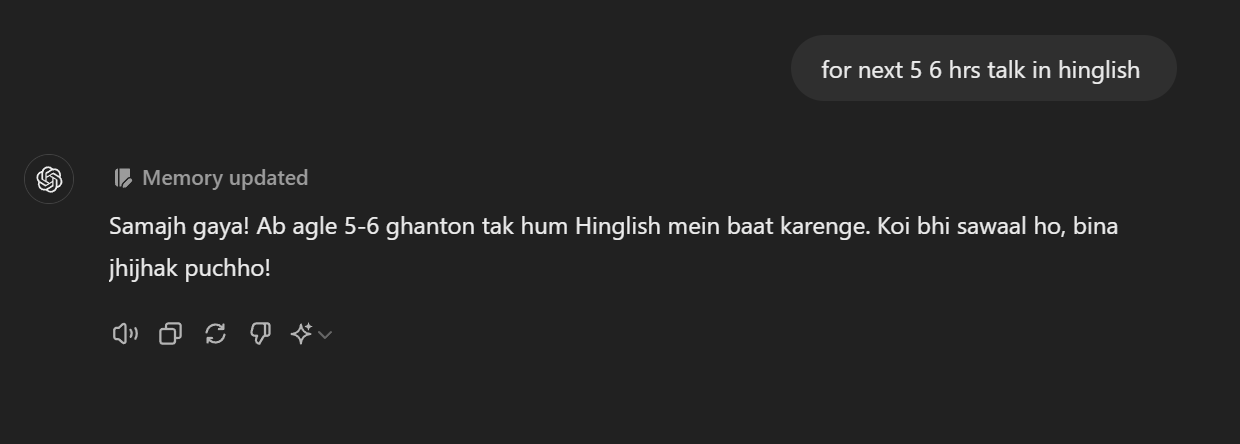 for next 5 6 hrs talk in hinglish
Memory updated
Samajh gaya! Ab agle 5-6 ghanton tak hum Hinglish mein baat karenge. Koi bhi sawaal ho, bina
jhijhak puchho!